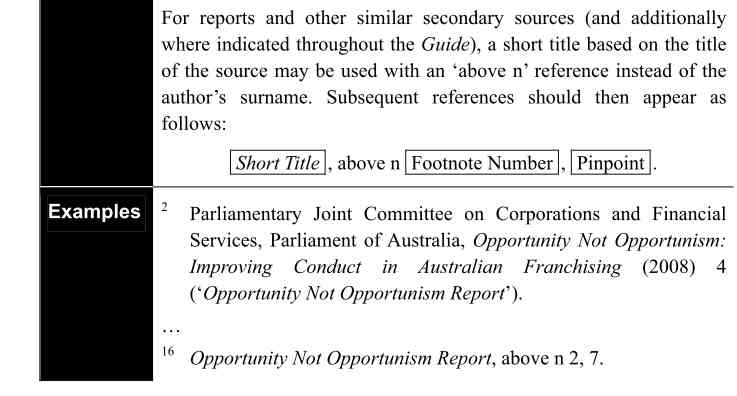 For reports and other similar secondary sources (and additionally
where indicated throughout the Guide), a short title based on the title
of the source may be used with an ‘above n’ reference instead of the
author’s surname. Subsequent references should then appear as
follows:
Short Title, above n Footnote Number, Pinpoint.
Examples
2 Parliamentary Joint Committee on Corporations and Financial
Services, Parliament of Australia, Opportunity Not Opportunism:
Improving Conduct in Australian Franchising (2008) 4
(‘Opportunity Not Opportunism Report’).
…
16 Opportunity Not Opportunism Report, above n 2, 7.